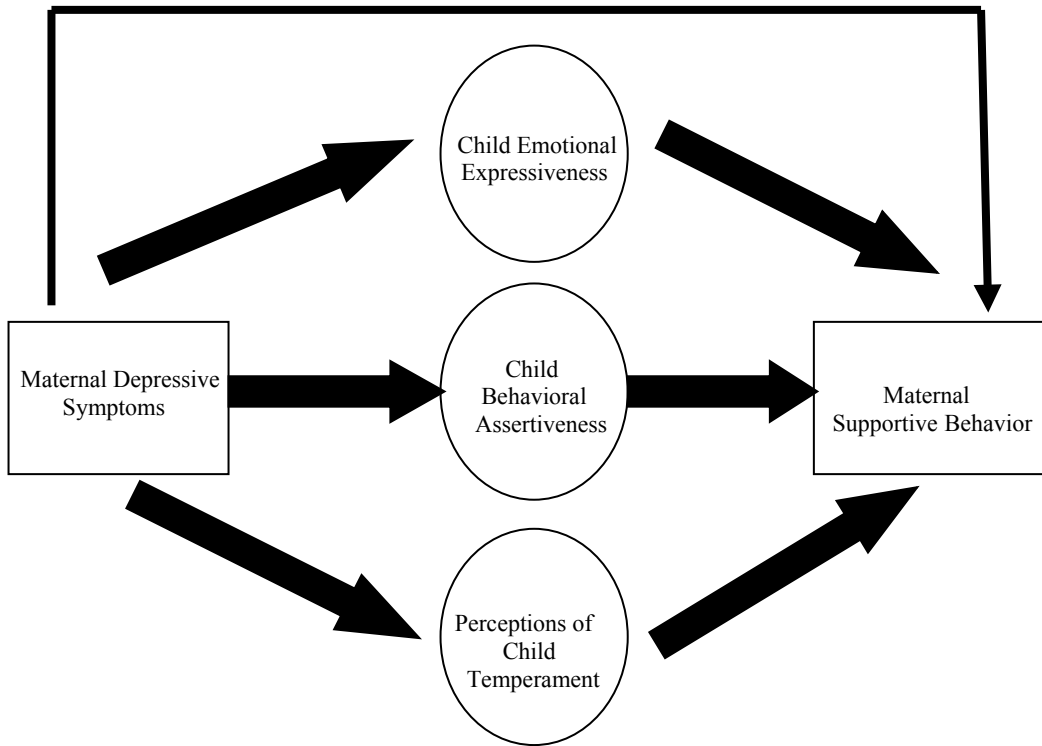 Child Emotional
Expressiveness
Maternal Depressive
Symptoms
Child
Behavioral
Assertiveness
Maternal
Supportive Behavior
Perceptions of
Child
Temperament